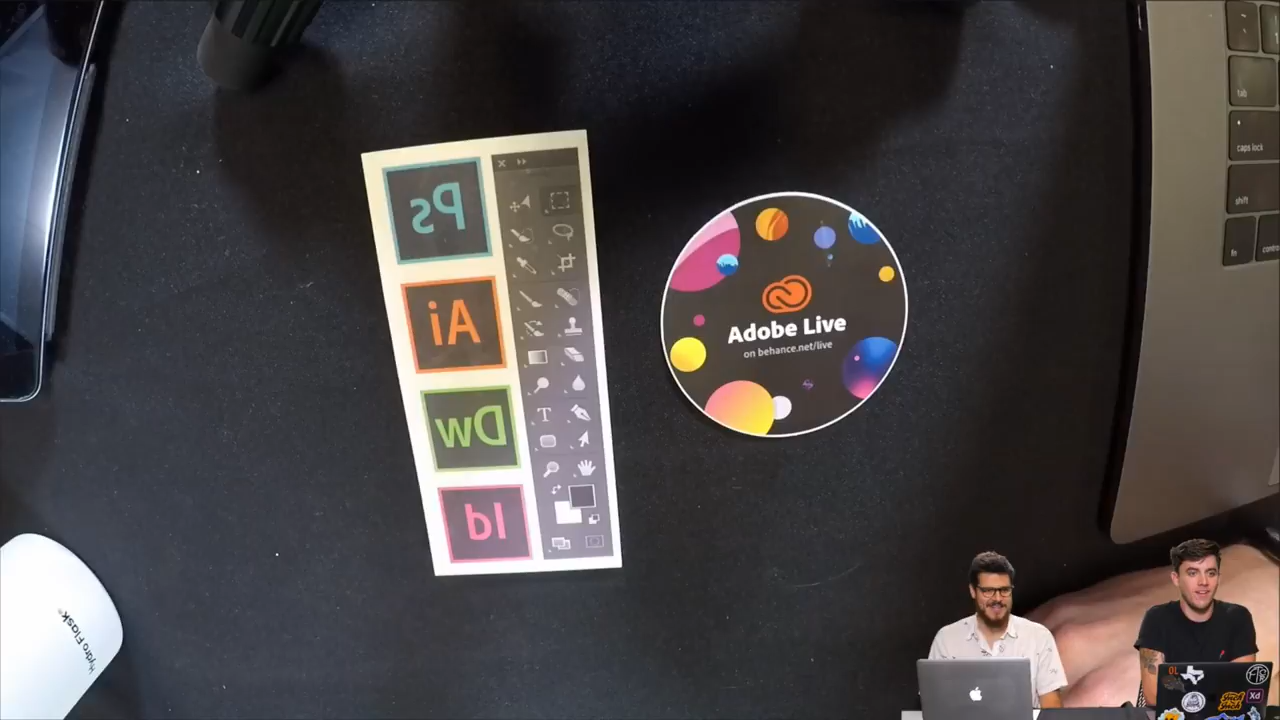 Ps
Ai
Dw
Id
T
Adobe Live
on behance.net/live
Hydro Flask
tab
caps lock
shift
fn
control
Xd